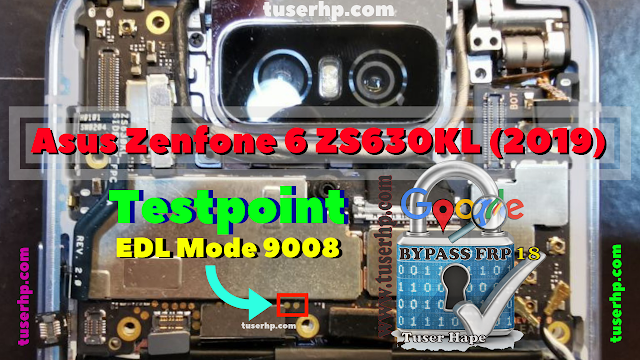 tuserhp.com
BOT
Asus Zenfone 6 ZS630KL (2019)
Testpoint
EDL Mode 9008
Google
BYPASS FRP 18
www.tuserhp.com
REV. 2.0
tuserhp.com
tuserhp.com
tuserhp.com
Tuser Hape